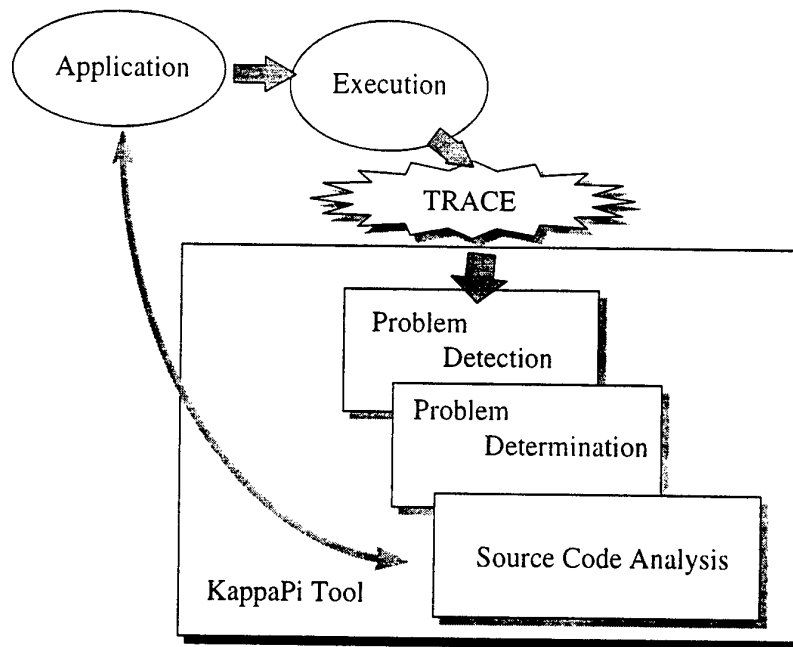 Application
Execution
TRACE
Problem
Detection
Problem
Determination
Source Code Analysis
KappaPi Tool